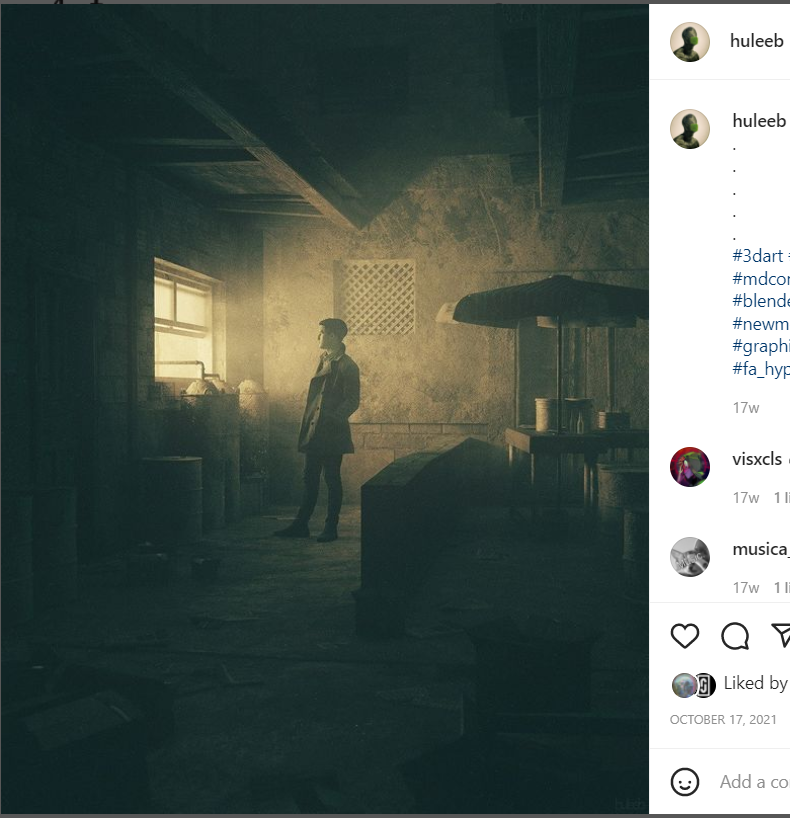 huleeb
huleeb
.
.
.
.
.
#3dart
#mdcor
#blende
#newm
#graphi
#fa_hyp
17w
visxcls
17w 1 li
musica_
17w 1 li
Liked by
OCTOBER 17, 2021
Add a co
huleeb